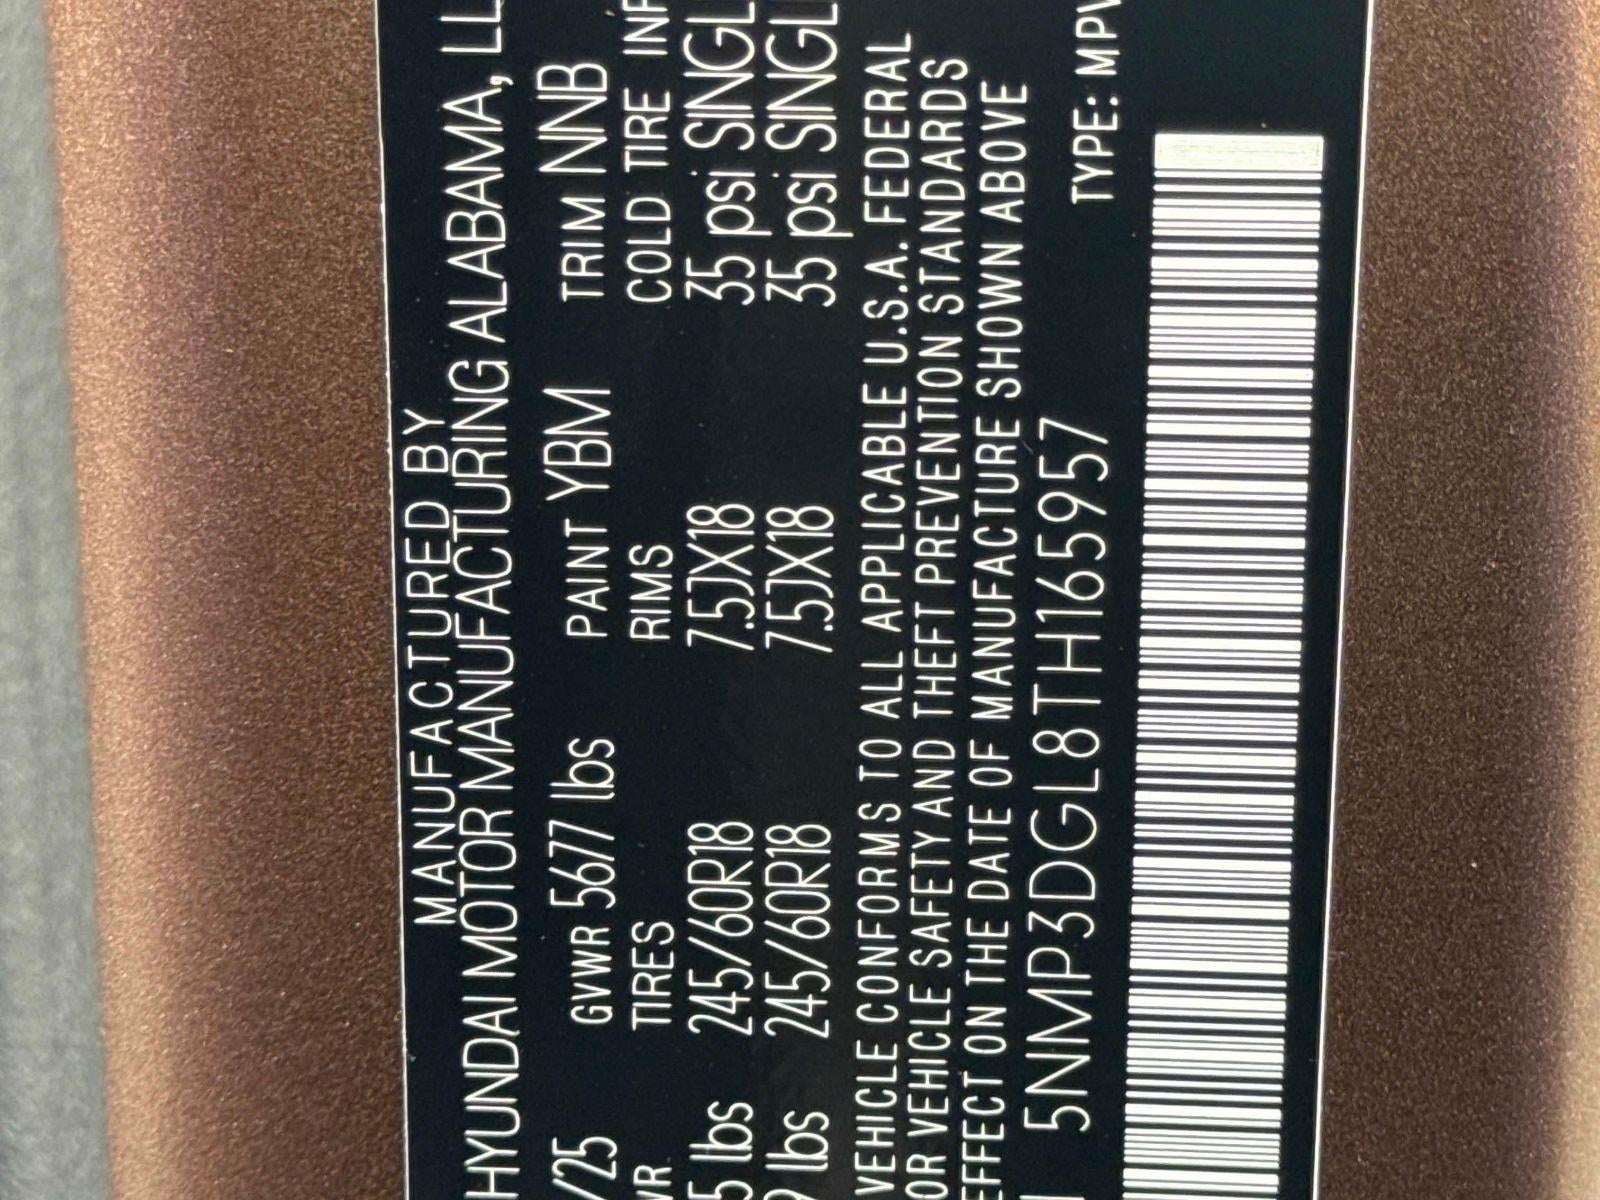 MANUFACTURED BY
HYUNDAI MOTOR MANUFACTURING ALABAMA, LL
/25 GVWR 5677 lbs PAINT YBM TRIM NNB
WR TIRES RIMS COLD TIRE INF
5 lbs 245/60R18 7.5JX18 35 psi SINGL
9 lbs 245/60R18 7.5JX18 35 psi SINGL
VEHICLE CONFORMS TO ALL APPLICABLE U.S.A. FEDERAL
OR VEHICLE SAFETY AND THEFT PREVENTION STANDARDS
EFFECT ON THE DATE OF MANUFACTURE SHOWN ABOVE
5NMP3DGL8TH165957 TYPE: MPV